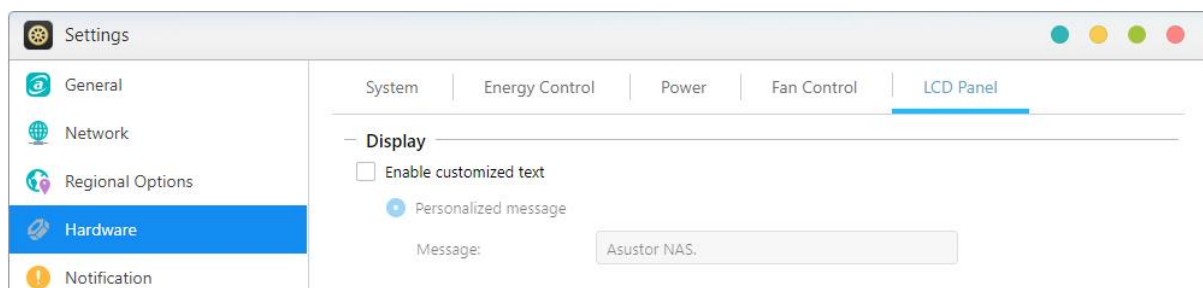 Settings
General
Network
Regional Options
Hardware
Notification
System Energy Control Power Fan Control LCD Panel
Display
Enable customized text
Personalized message
Message: Asustor NAS.